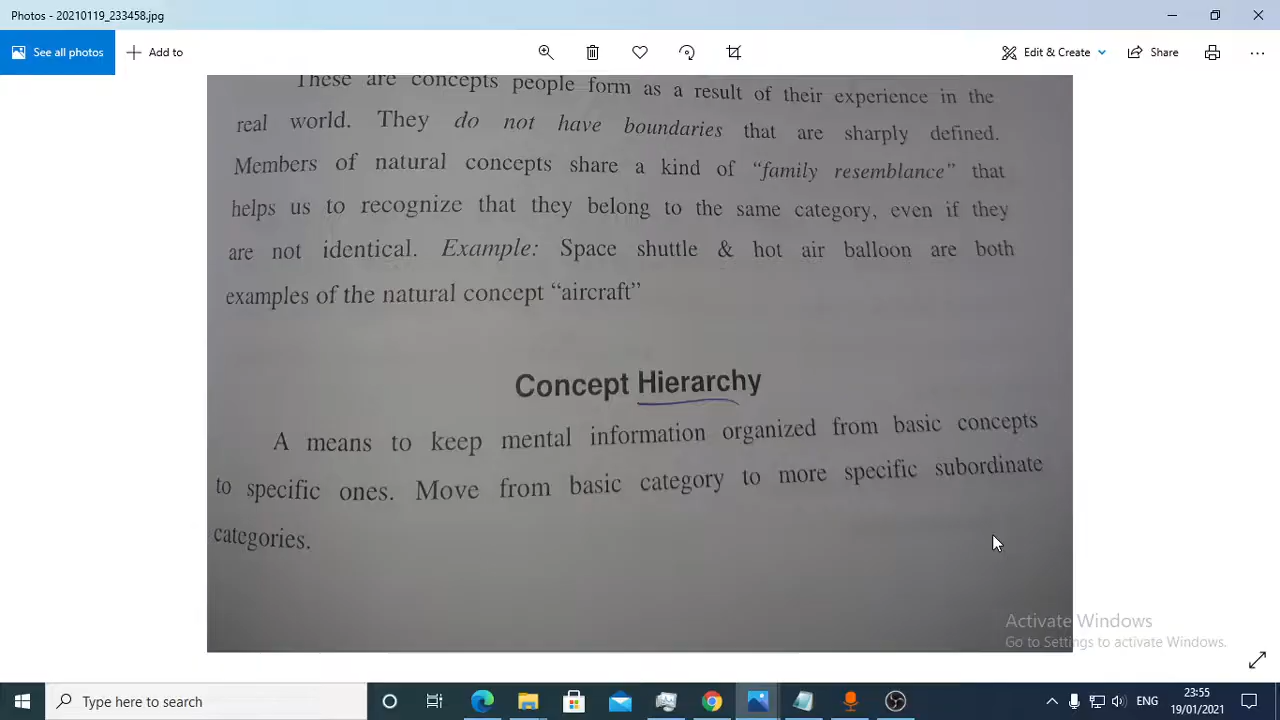 Photos - 20210119_233458.jpg
See all photos
Add to
Edit & Create
Share
These are concepts people form as a result of their experience in the
real world. They do not have boundaries that are sharply defined.
Members of natural concepts share a kind of “family resemblance” that
helps us to recognize that they belong to the same category, even if they
are not identical. Example: Space shuttle & hot air balloon are both
examples of the natural concept “aircraft”
Concept Hierarchy
A means to keep mental information organized from basic concepts
to specific ones. Move from basic category to more specific subordinate
categories.
Activate Windows
Go to Settings to activate Windows.
Type here to search
ENG
23:55
19/01/2021